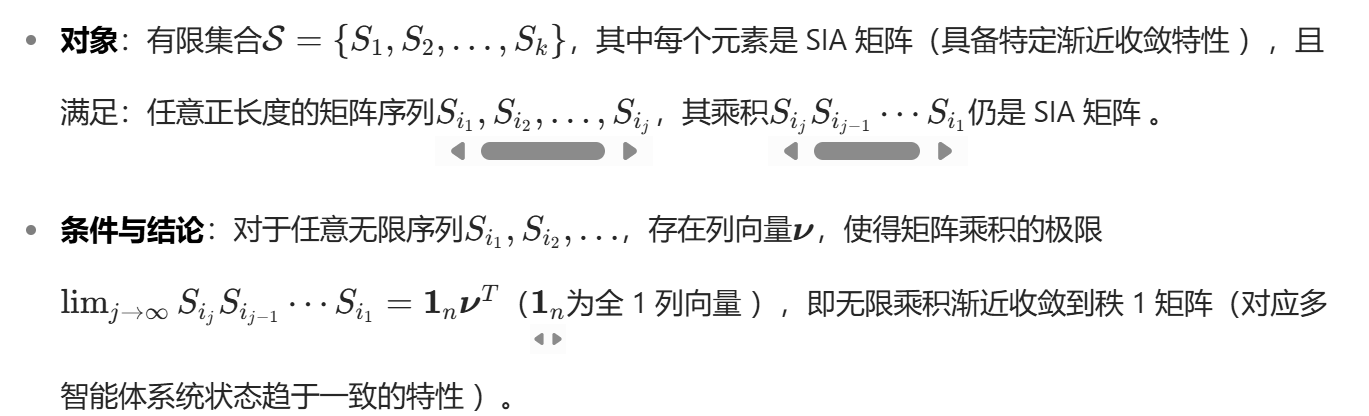 • 对象：有限集合$\mathcal{S} = \{S_1, S_2, \ldots, S_k\}$，其中每个元素是 SIA 矩阵（具备特定渐近收敛特性 ），且
满足：任意正长度的矩阵序列$S_{i_1}, S_{i_2}, \ldots, S_{i_j}$，其乘积$S_{i_j} S_{i_{j-1}} \cdots S_{i_1}$仍是 SIA 矩阵 。
• 条件与结论：对于任意无限序列$S_{i_1}, S_{i_2}, \ldots$，存在列向量$\boldsymbol{\nu}$，使得矩阵乘积的极限
$\lim_{j \to \infty} S_{i_j} S_{i_{j-1}} \cdots S_{i_1} = \mathbf{1}_n \boldsymbol{\nu}^T$（$\mathbf{1}_n$为全 1 列向量 ），即无限乘积渐近收敛到秩 1 矩阵（对应多
智能体系统状态趋于一致的特性 ）。